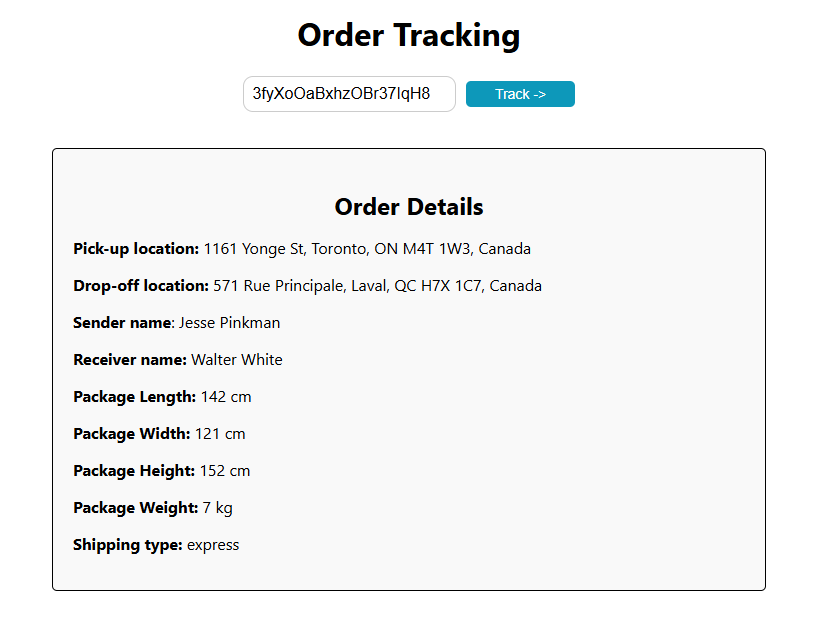 Order Tracking
3fyXoOaBxhzOBr37IqH8 Track ->
Order Details
Pick-up location: 1161 Yonge St, Toronto, ON M4T 1W3, Canada
Drop-off location: 571 Rue Principale, Laval, QC H7X 1C7, Canada
Sender name: Jesse Pinkman
Receiver name: Walter White
Package Length: 142 cm
Package Width: 121 cm
Package Height: 152 cm
Package Weight: 7 kg
Shipping type: express